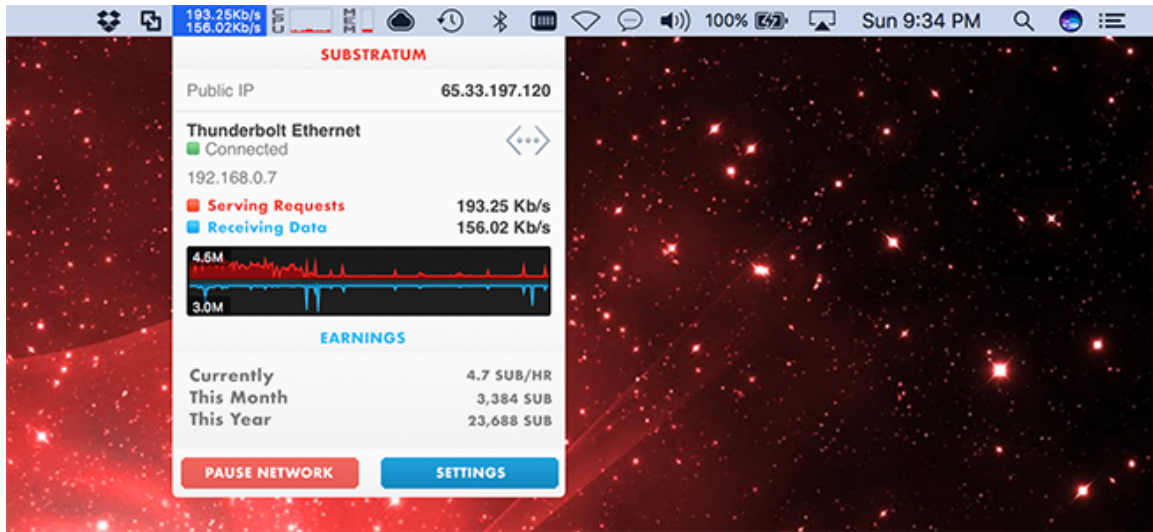 193.25Kb/s
156.02Kb/s
CPU
MEM
100%
Sun 9:34 PM
SUBSTRATUM
Public IP 65.33.197.120
Thunderbolt Ethernet
Connected
192.168.0.7
Serving Requests 193.25 Kb/s
Receiving Data 156.02 Kb/s
4.5M
3.0M
EARNINGS
Currently 4.7 SUB/HR
This Month 3,384 SUB
This Year 23,688 SUB
PAUSE NETWORK SETTINGS